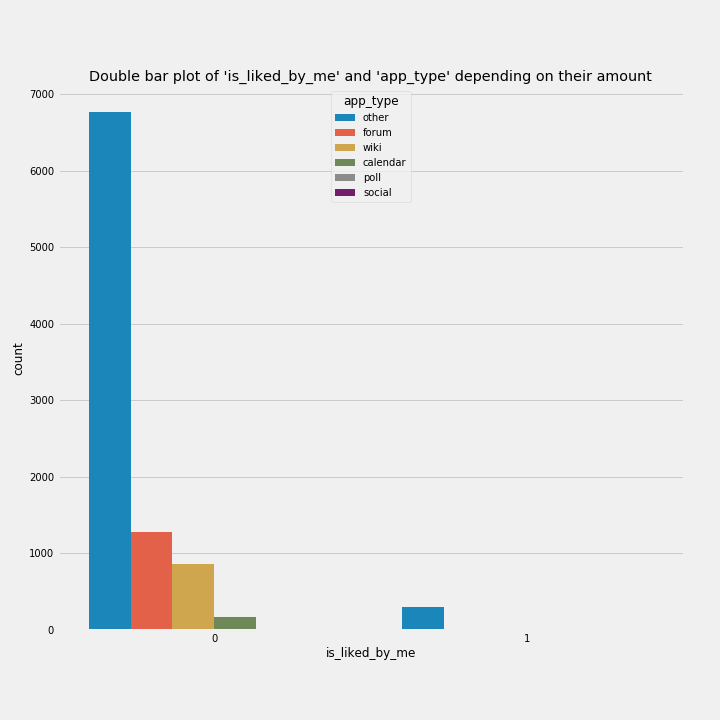 Double bar plot of 'is_liked_by_me' and 'app_type' depending on their amount
7000
6000
5000
4000
3000
2000
1000
0
count
app_type
other
forum
wiki
calendar
poll
social
0
1
is_liked_by_me